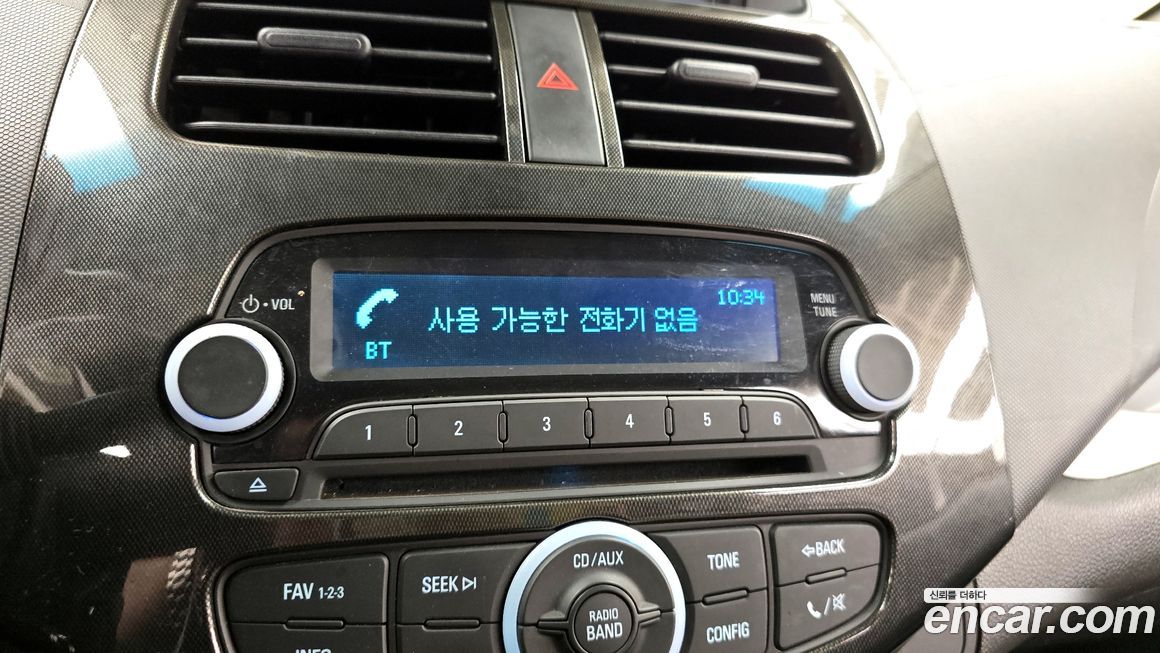 VOL
10:34
MENU
TUNE
사용 가능한 전화기 없음
BT
1 2 3 4 5 6
CD/AUX
FAV 1-2-3
SEEK
TONE
BACK
RADIO
BAND
CONFIG
INFO
신뢰를 더하다
encar.com